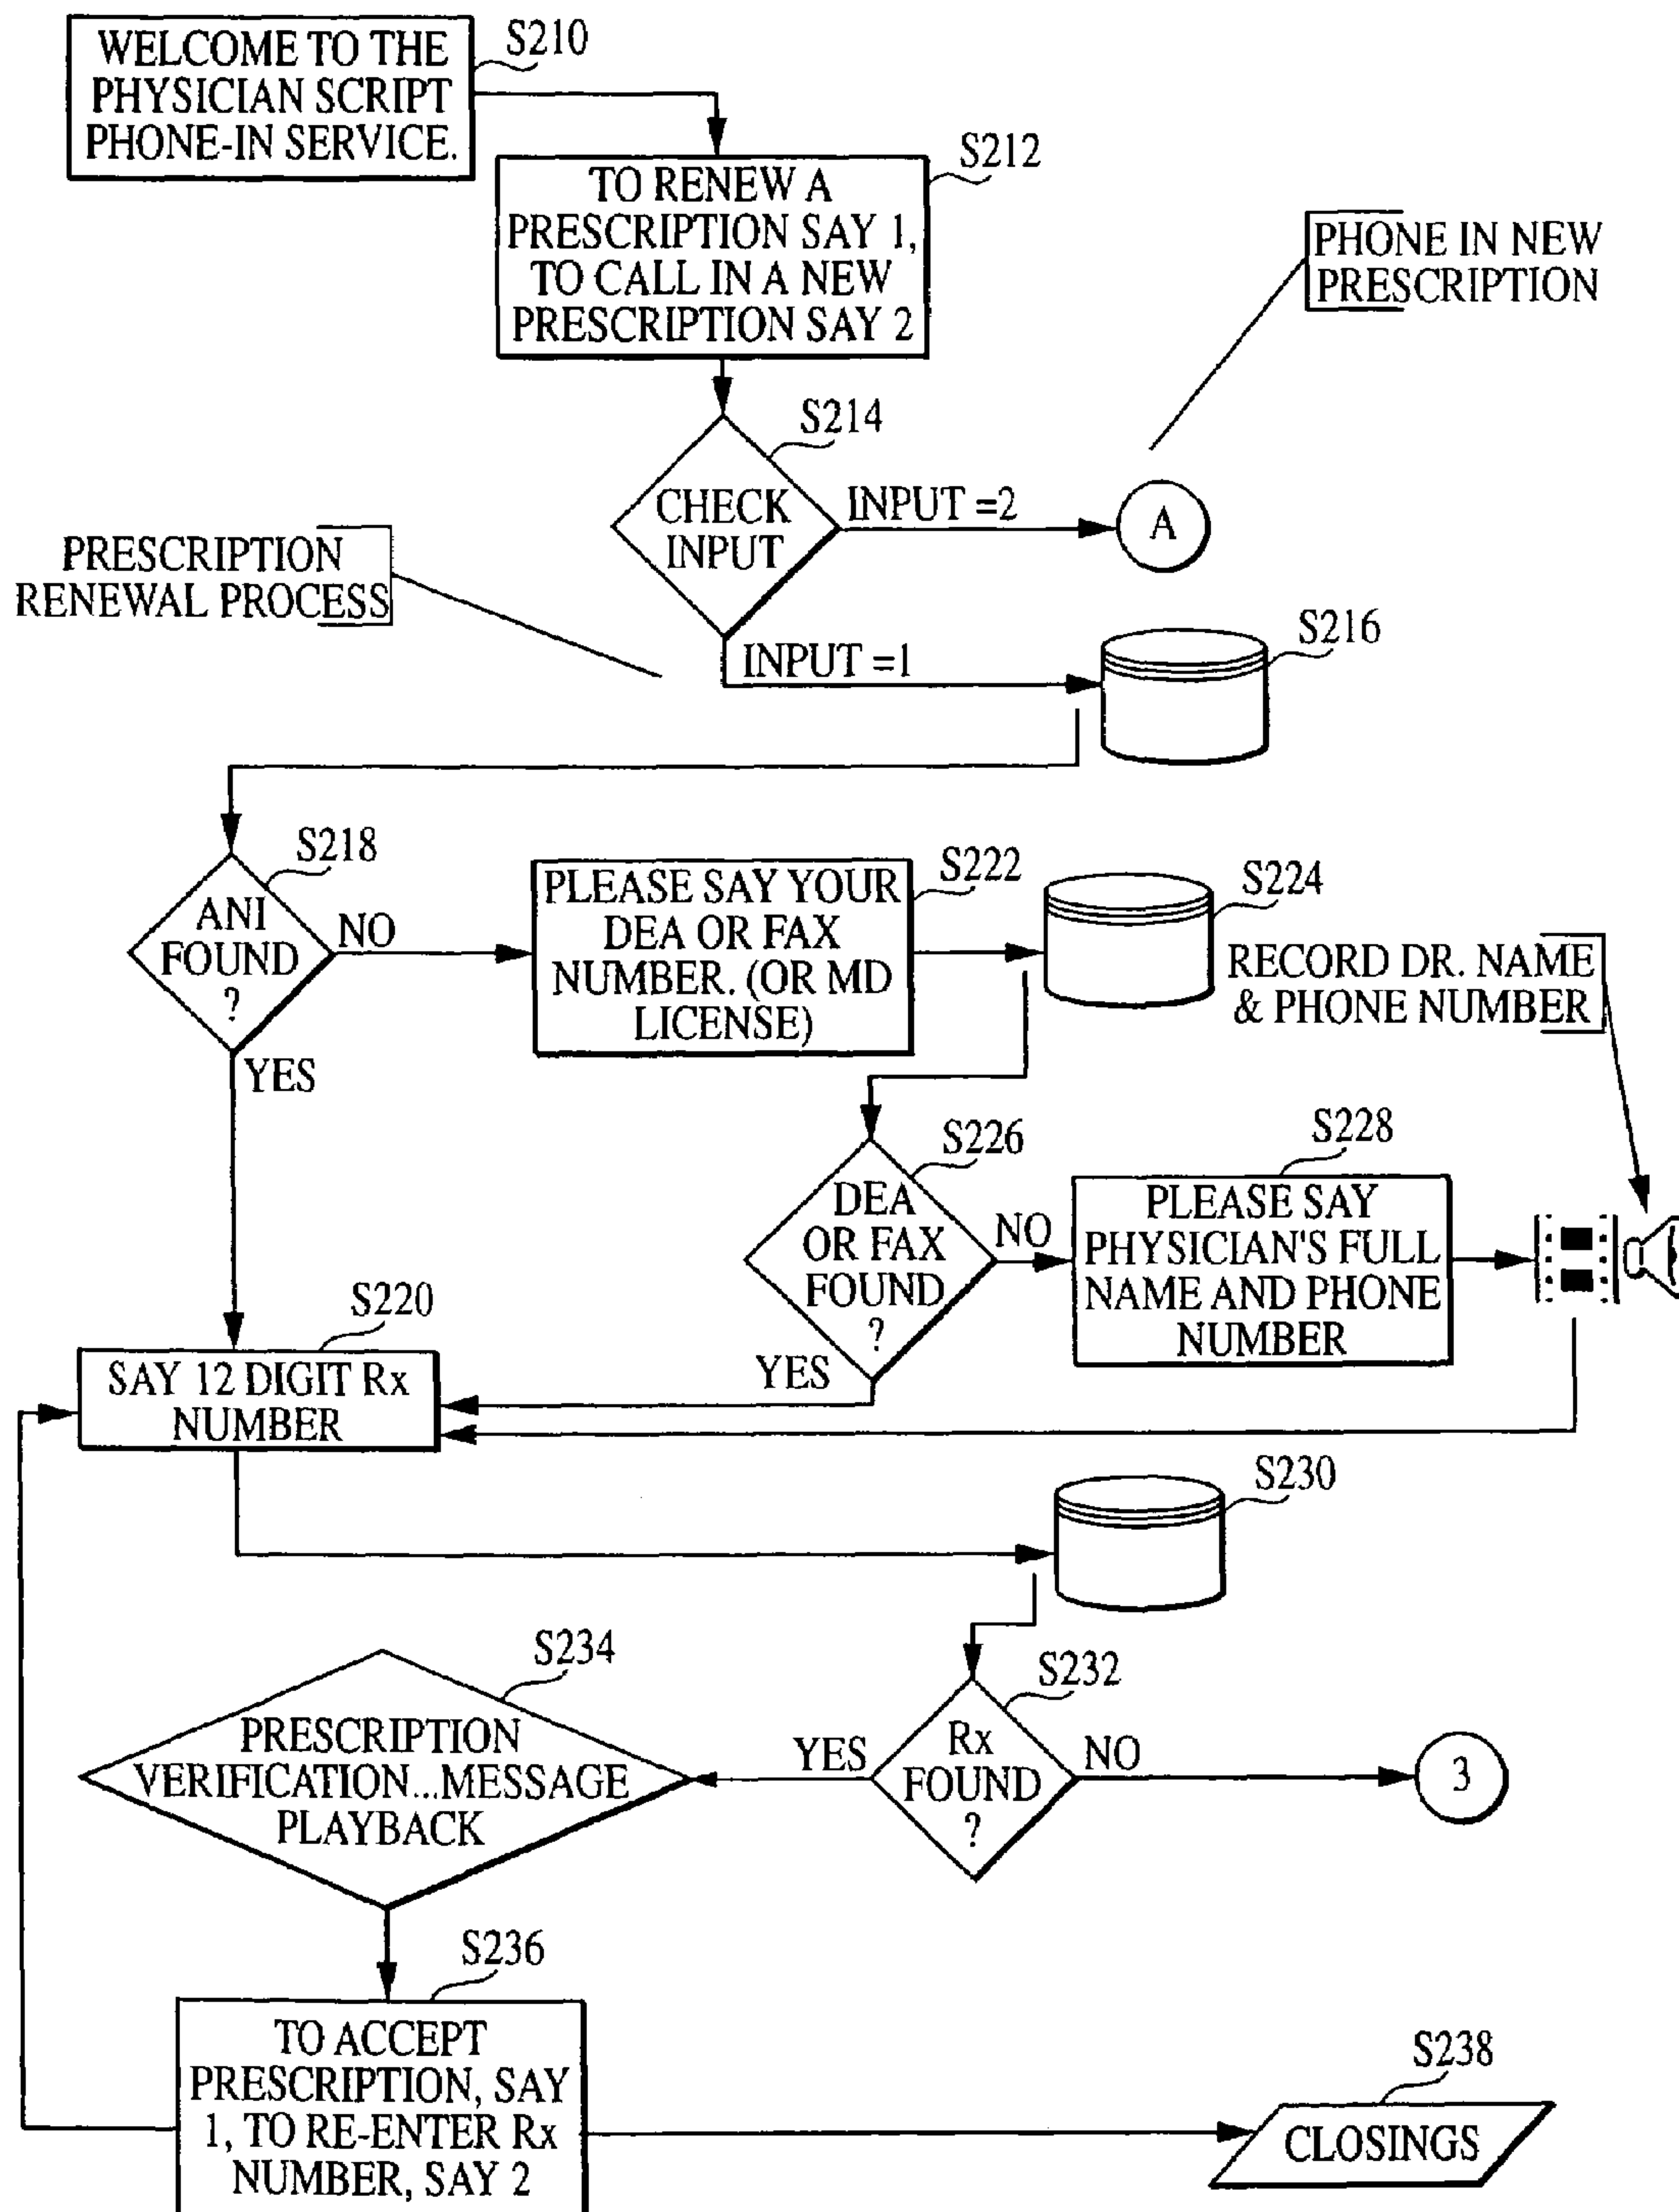 WELCOME TO THE
PHYSICIAN SCRIPT
PHONE-IN SERVICE.
S210
TO RENEW A
PRESCRIPTION SAY 1,
TO CALL IN A NEW
PRESCRIPTION SAY 2
S212
PHONE IN NEW
PRESCRIPTION
S214
CHECK
INPUT
INPUT =2
A
PRESCRIPTION
RENEWAL PROCESS
INPUT =1
S216
S218
ANI
FOUND
?
NO
YES
PLEASE SAY YOUR
DEA OR FAX
NUMBER. (OR MD
LICENSE)
S222
S224
RECORD DR. NAME
& PHONE NUMBER
S226
DEA
OR FAX
FOUND
?
NO
YES
S228
PLEASE SAY
PHYSICIAN'S FULL
NAME AND PHONE
NUMBER
S220
SAY 12 DIGIT Rx
NUMBER
S230
S232
Rx
FOUND
?
YES
NO
3
S234
PRESCRIPTION
VERIFICATION...MESSAGE
PLAYBACK
S236
TO ACCEPT
PRESCRIPTION, SAY
1, TO RE-ENTER Rx
NUMBER, SAY 2
S238
CLOSINGS